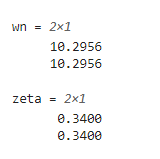 wn = 2×1
10.2956
10.2956
zeta = 2×1
0.3400
0.3400